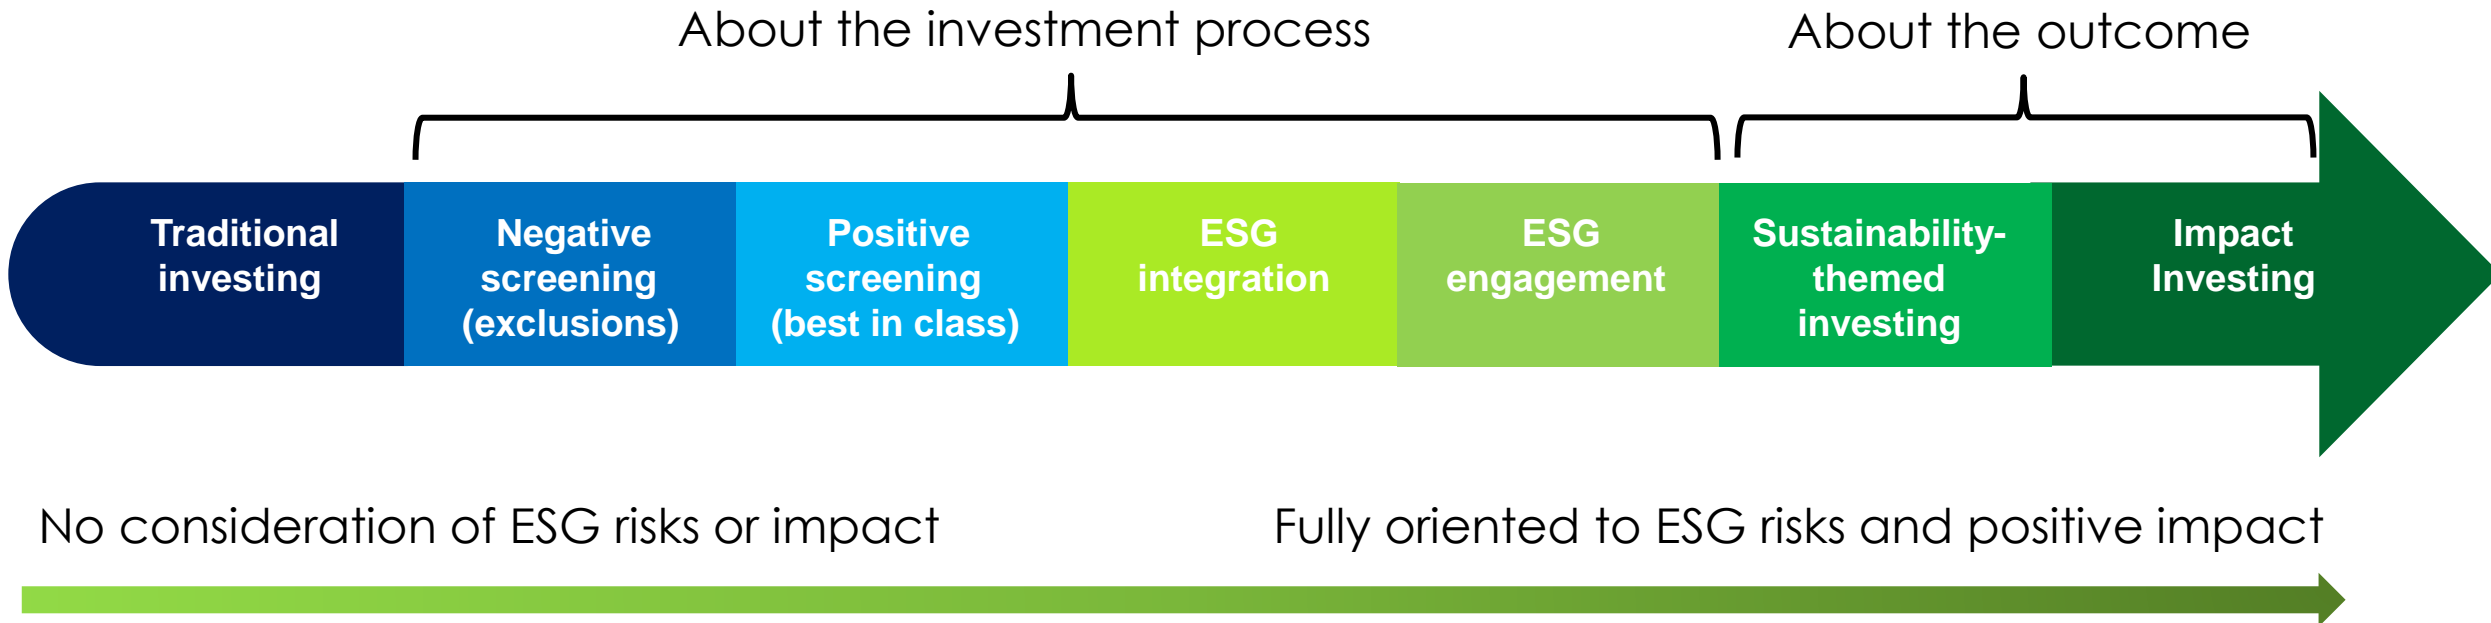 About the investment process
About the outcome
Traditional
investing
Negative
screening
(exclusions)
Positive
screening
(best in class)
ESG
integration
ESG
engagement
Sustainability-
themed
investing
Impact
Investing
No consideration of ESG risks or impact
Fully oriented to ESG risks and positive impact